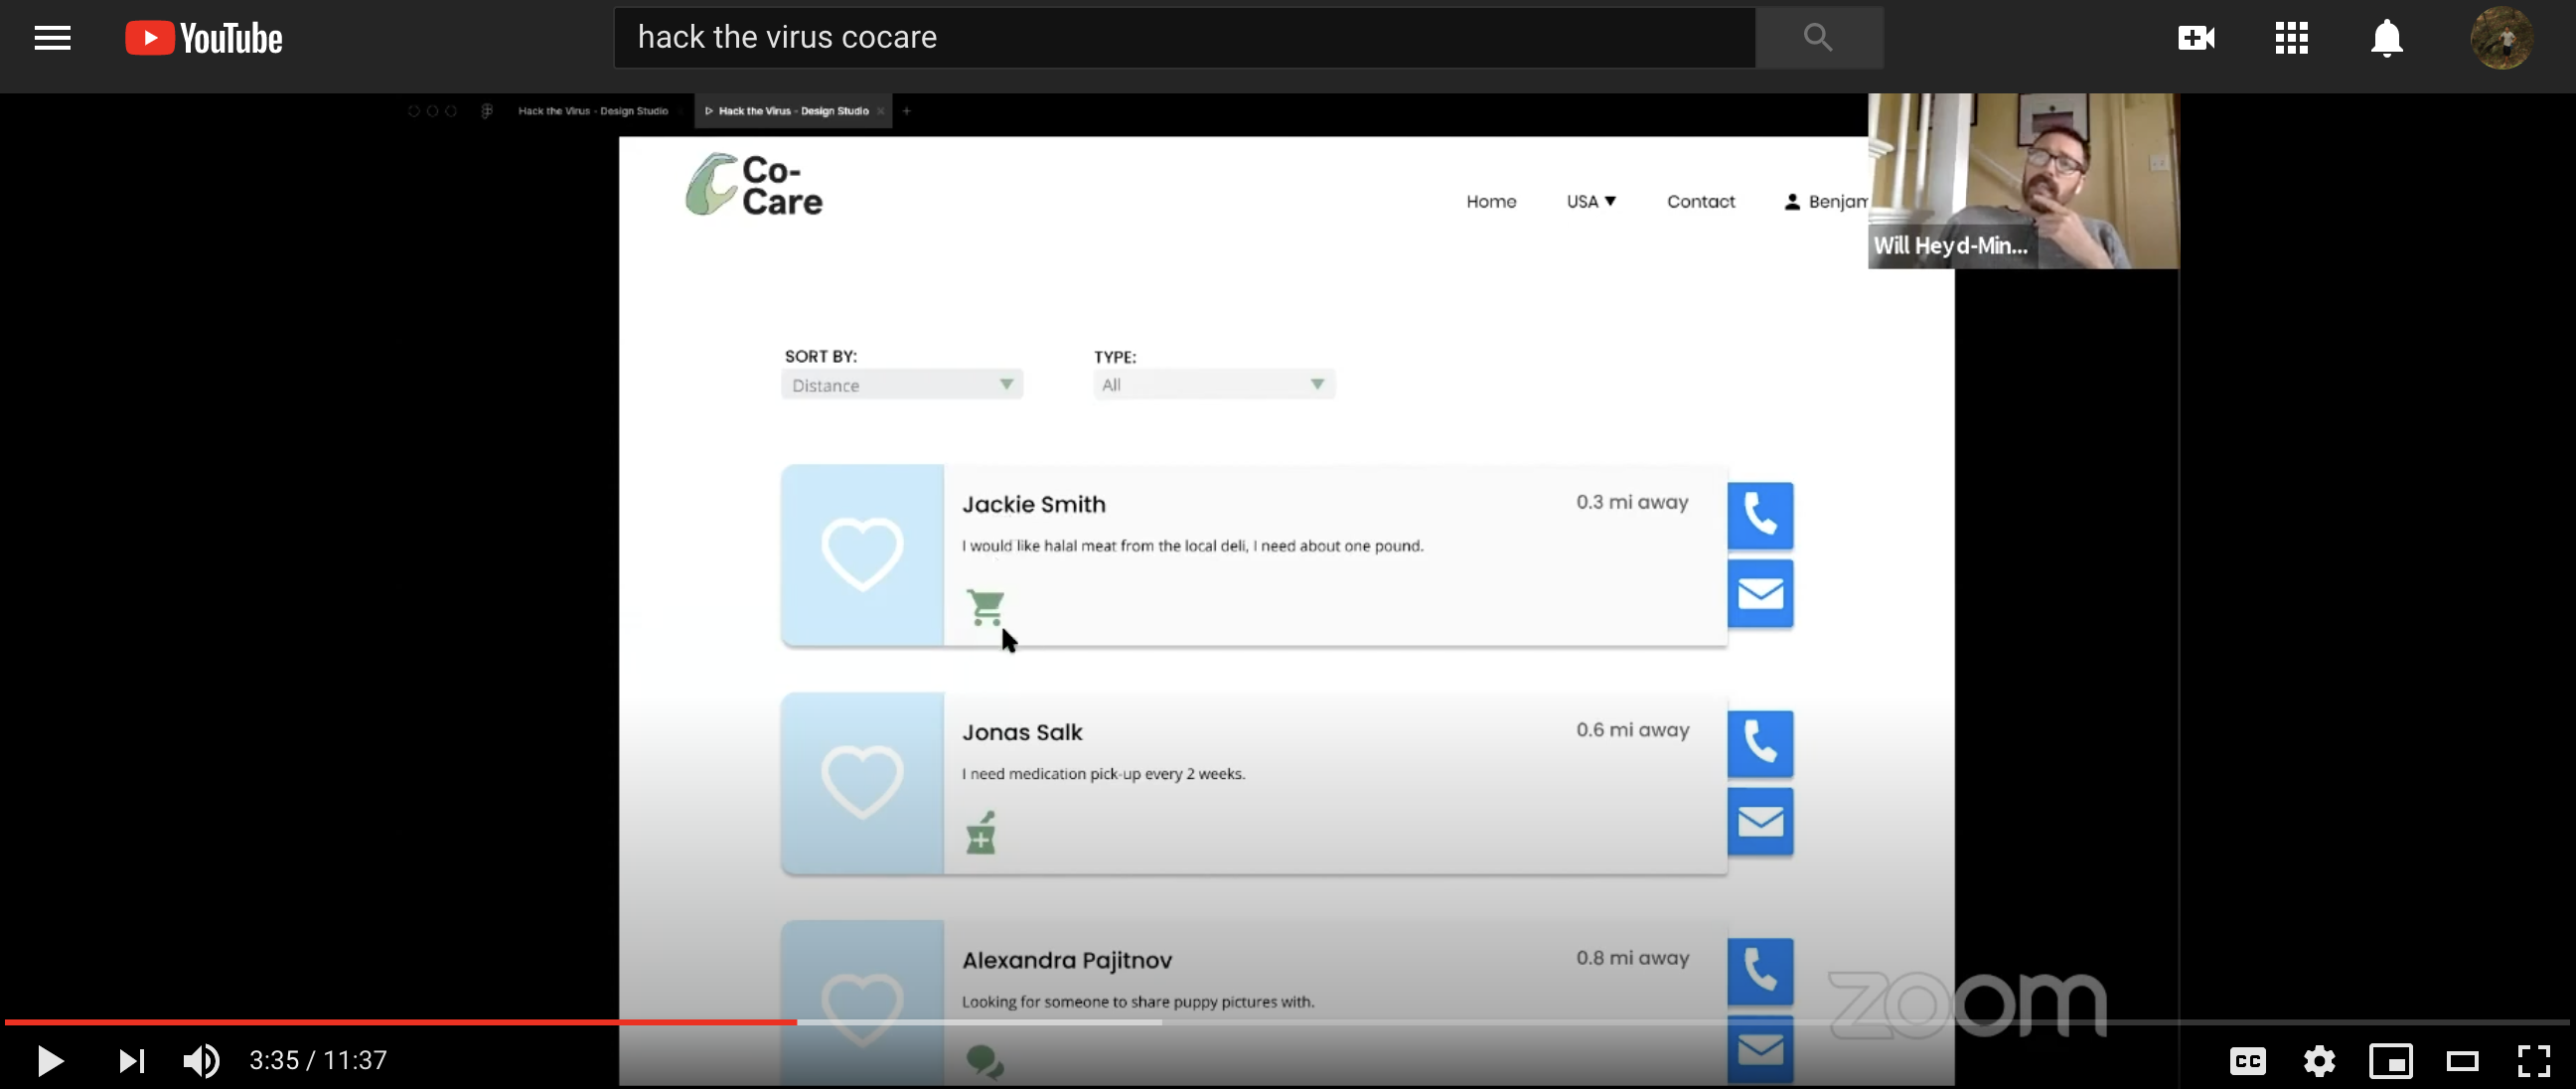 YouTube
hack the virus cocare
Hack the Virus - Design Studio
Hack the Virus - Design Studio
Co-
Care
Home
USA
Contact
Benjam
Will Heyd-Min...
SORT BY:
TYPE:
Distance
All
Jackie Smith
0.3 mi away
I would like halal meat from the local deli, I need about one pound.
Jonas Salk
0.6 mi away
I need medication pick-up every 2 weeks.
Alexandra Pajitnov
0.8 mi away
Looking for someone to share puppy pictures with.
zoom
3:35 / 11:37
CC